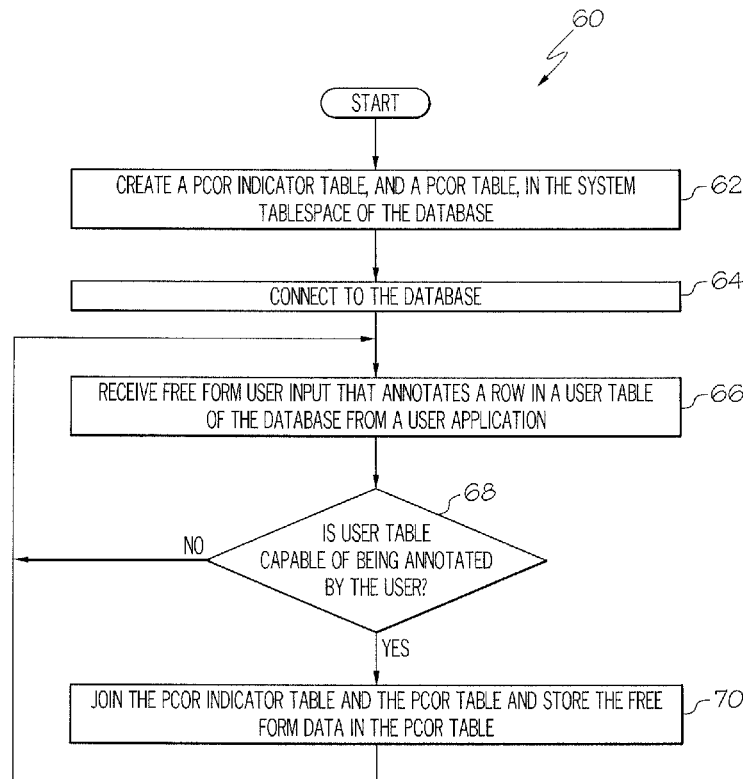 60
START
CREATE A PCOR INDICATOR TABLE, AND A PCOR TABLE, IN THE SYSTEM
TABLESPACE OF THE DATABASE
62
CONNECT TO THE DATABASE
64
RECEIVE FREE FORM USER INPUT THAT ANNOTATES A ROW IN A USER TABLE
OF THE DATABASE FROM A USER APPLICATION
66
68
IS USER TABLE
CAPABLE OF BEING ANNOTATED
BY THE USER?
NO
YES
JOIN THE PCOR INDICATOR TABLE AND THE PCOR TABLE AND STORE THE FREE
FORM DATA IN THE PCOR TABLE
70